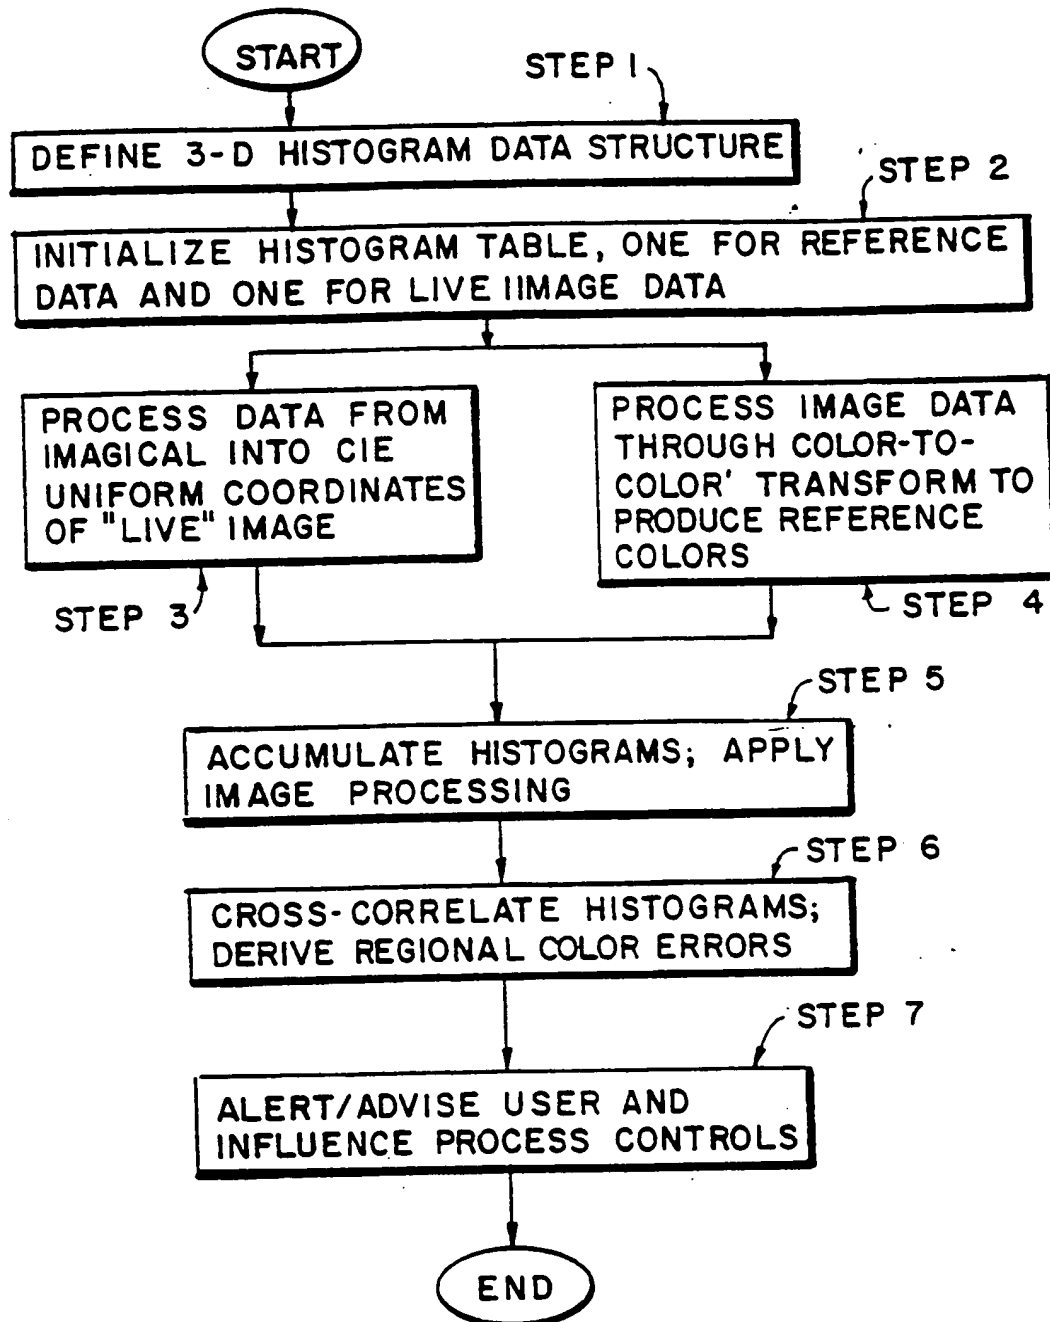 START
STEP 1
DEFINE 3-D HISTOGRAM DATA STRUCTURE
STEP 2
INITIALIZE HISTOGRAM TABLE, ONE FOR REFERENCE
DATA AND ONE FOR LIVE IIMAGE DATA
PROCESS DATA FROM
IMAGICAL INTO CIE
UNIFORM COORDINATES
OF "LIVE" IMAGE
STEP 3
PROCESS IMAGE DATA
THROUGH COLOR-TO-
COLOR' TRANSFORM TO
PRODUCE REFERENCE
COLORS
STEP 4
STEP 5
ACCUMULATE HISTOGRAMS; APPLY
IMAGE PROCESSING
STEP 6
CROSS-CORRELATE HISTOGRAMS;
DERIVE REGIONAL COLOR ERRORS
STEP 7
ALERT/ADVISE USER AND
INFLUENCE PROCESS CONTROLS
END